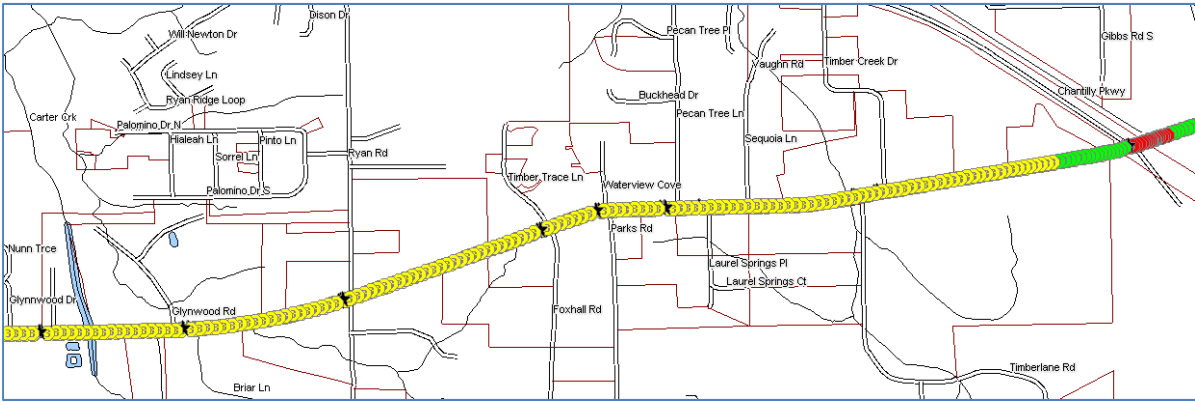 Dison Dr
Will Newton Dr
Pecan Tree Pl
Gibbs Rd S
Vaughn Rd
Timber Creek Dr
Lindsey Ln
Chantilly Pkwy
Buckhead Dr
Ryan Ridge Loop
Carter Crk
Pecan Tree Ln
Palomino Dr N
Hialeah Ln
Pinto Ln
Sequoia Ln
Ryan Rd
Sorrel Ln
Timber Trace Ln
Waterview Cove
Palomino Dr S
Parks Rd
Nunn Trce
Laurel Springs Pl
Laurel Springs Ct
Glynnwood Dr
Glynwood Rd
Foxhall Rd
Timberlane Rd
Briar Ln